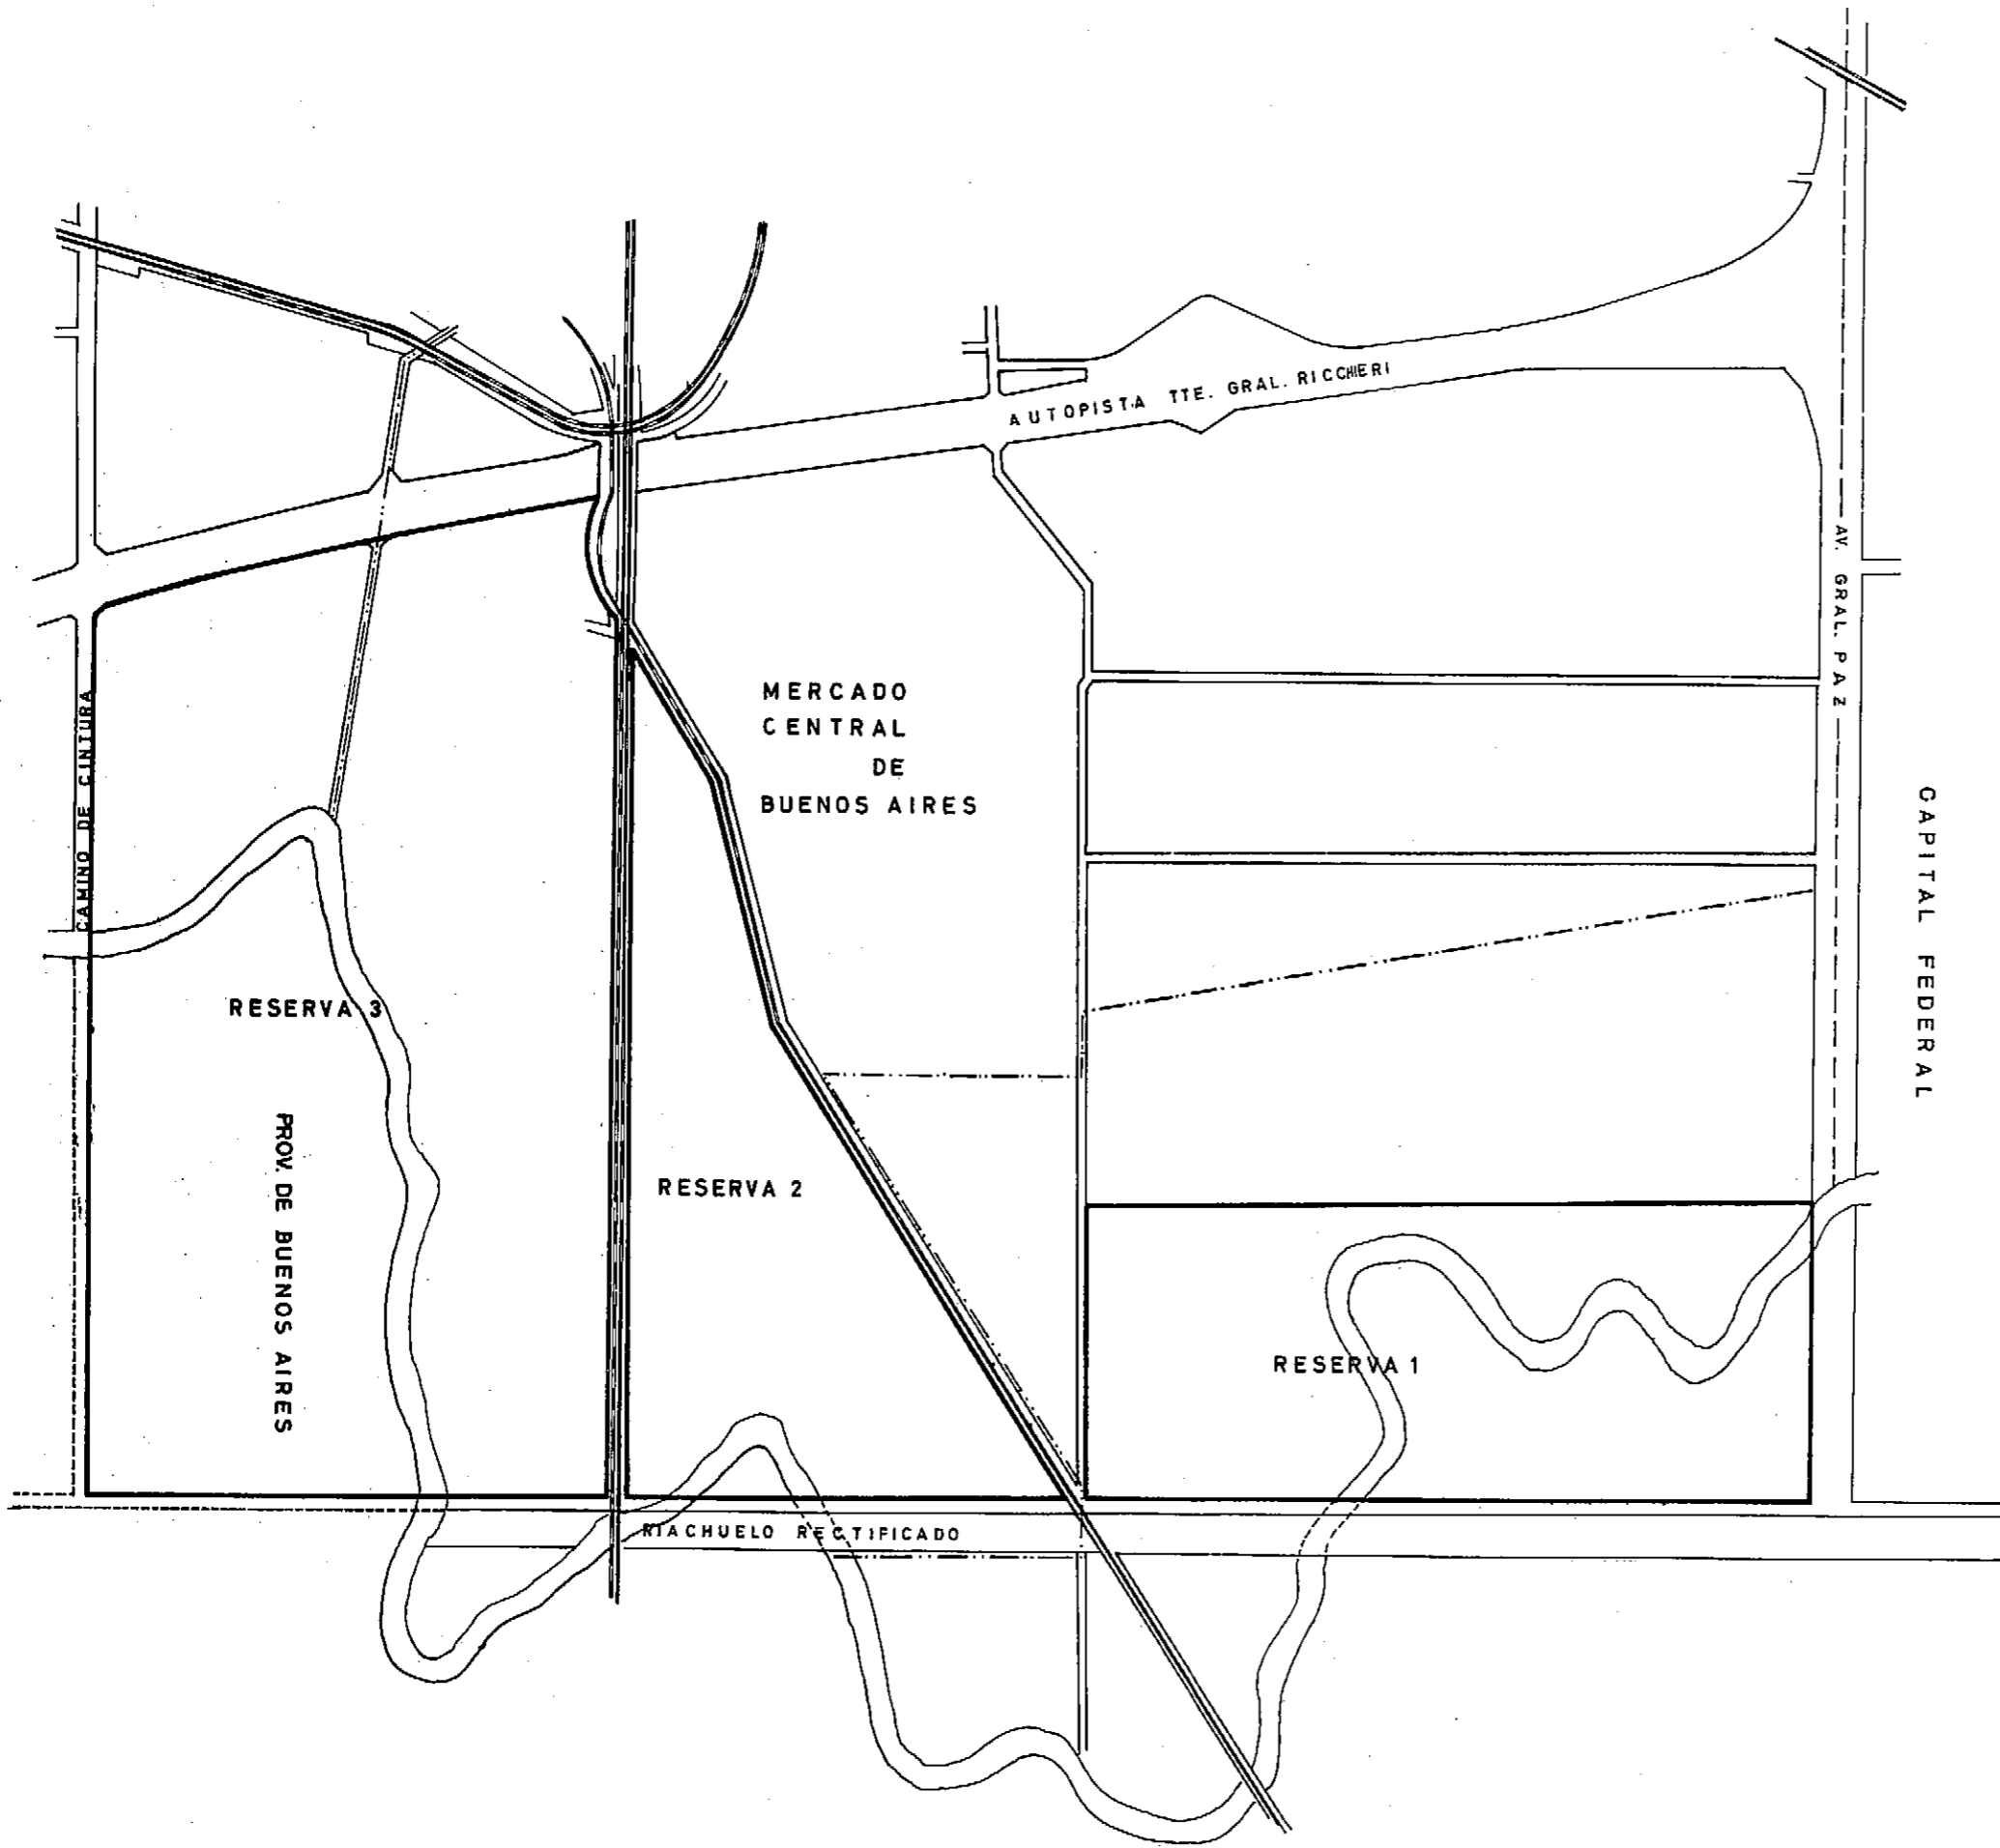 AUTOPISTA TTE. GRAL. RICCHIERI
AV. GRAL. PAZ
MERCADO
CENTRAL
DE
BUENOS AIRES
CAMINO DE CINTURA
CAPITAL FEDERAL
RESERVA 3
PROV. DE BUENOS AIRES
RESERVA 2
RESERVA 1
RIACHUELO RECTIFICADO